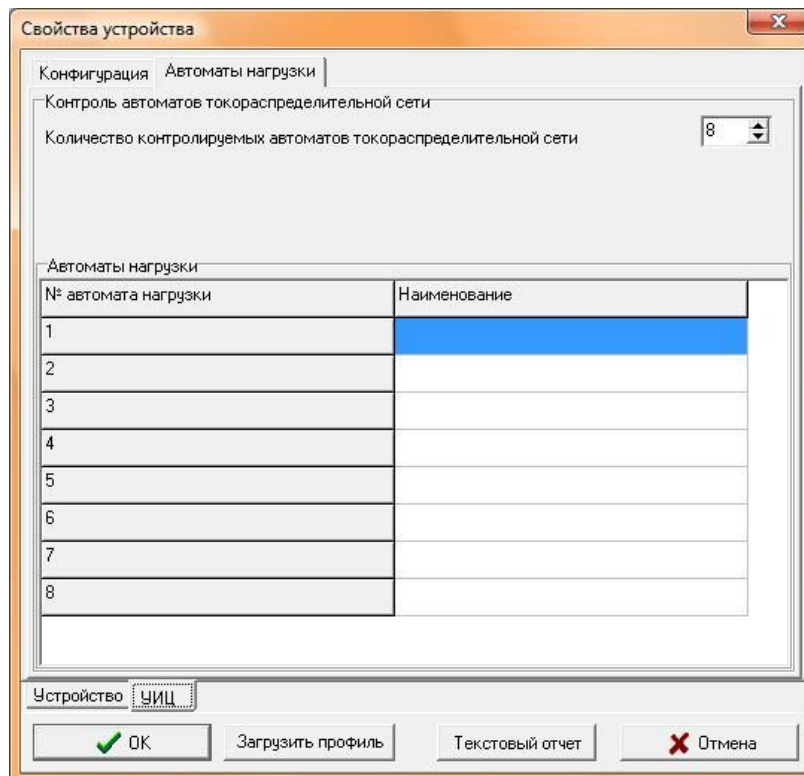 Свойства устройства
Конфигурация Автоматы нагрузки
Контроль автоматов токораспределительной сети
Количество контролируемых автоматов токораспределительной сети 8
Автоматы нагрузки
№ автомата нагрузки Наименование
1
2
3
4
5
6
7
8
Устройство УИЦ
OK Загрузить профиль Текстовый отчет Отмена